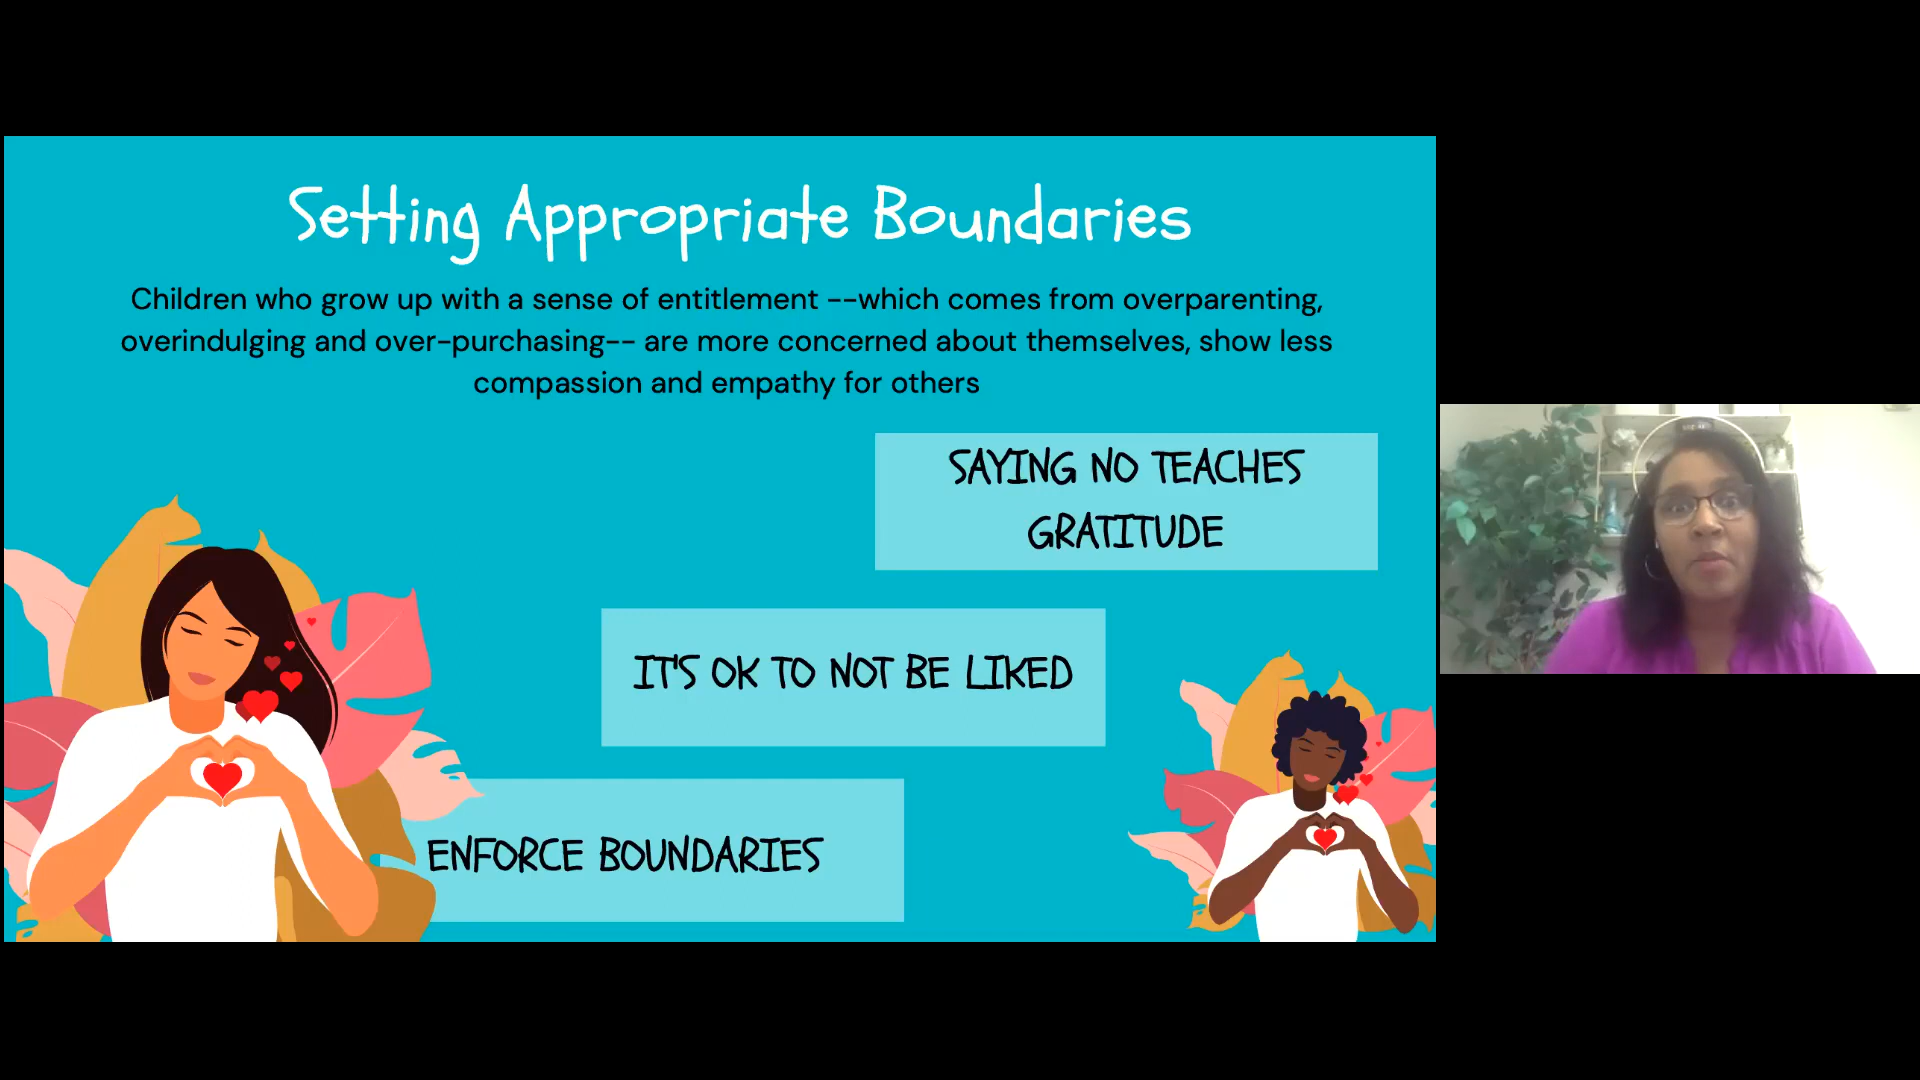 Setting Appropriate Boundaries
Children who grow up with a sense of entitlement --which comes from overparenting,
overindulging and over-purchasing-- are more concerned about themselves, show less
compassion and empathy for others
SAYING NO TEACHES
GRATITUDE
IT'S OK TO NOT BE LIKED
ENFORCE BOUNDARIES